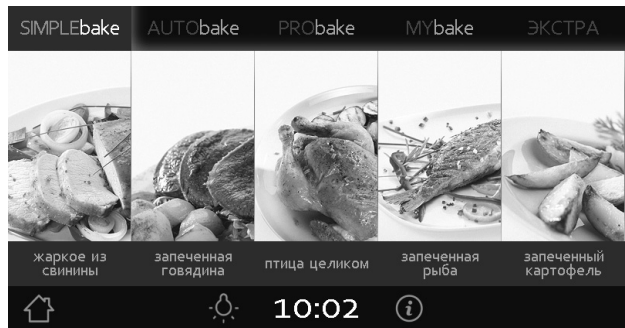 SIMPLEbake AUTObake PRObake MYbake ЭКСТРА
жаркое из свинины
запеченная говядина
птица целиком
запеченная рыба
запеченный картофель
10:02
i